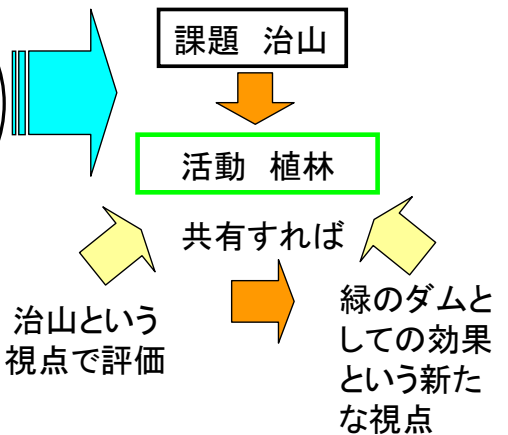 課題 治山
活動 植林
共有すれば
治山という
視点で評価
緑のダムと
しての効果
という新た
な視点